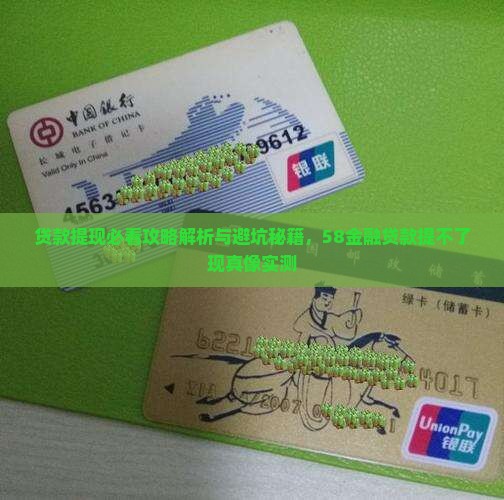 中国银行
BANK OF CHINA
长城电子借记卡
Valid Only in China
4563
9612
银联
贷款提现必看攻略解析与避坑秘籍，58金融贷款提不了
现真像实测
绿卡（储蓄卡）
UnionPay
银联